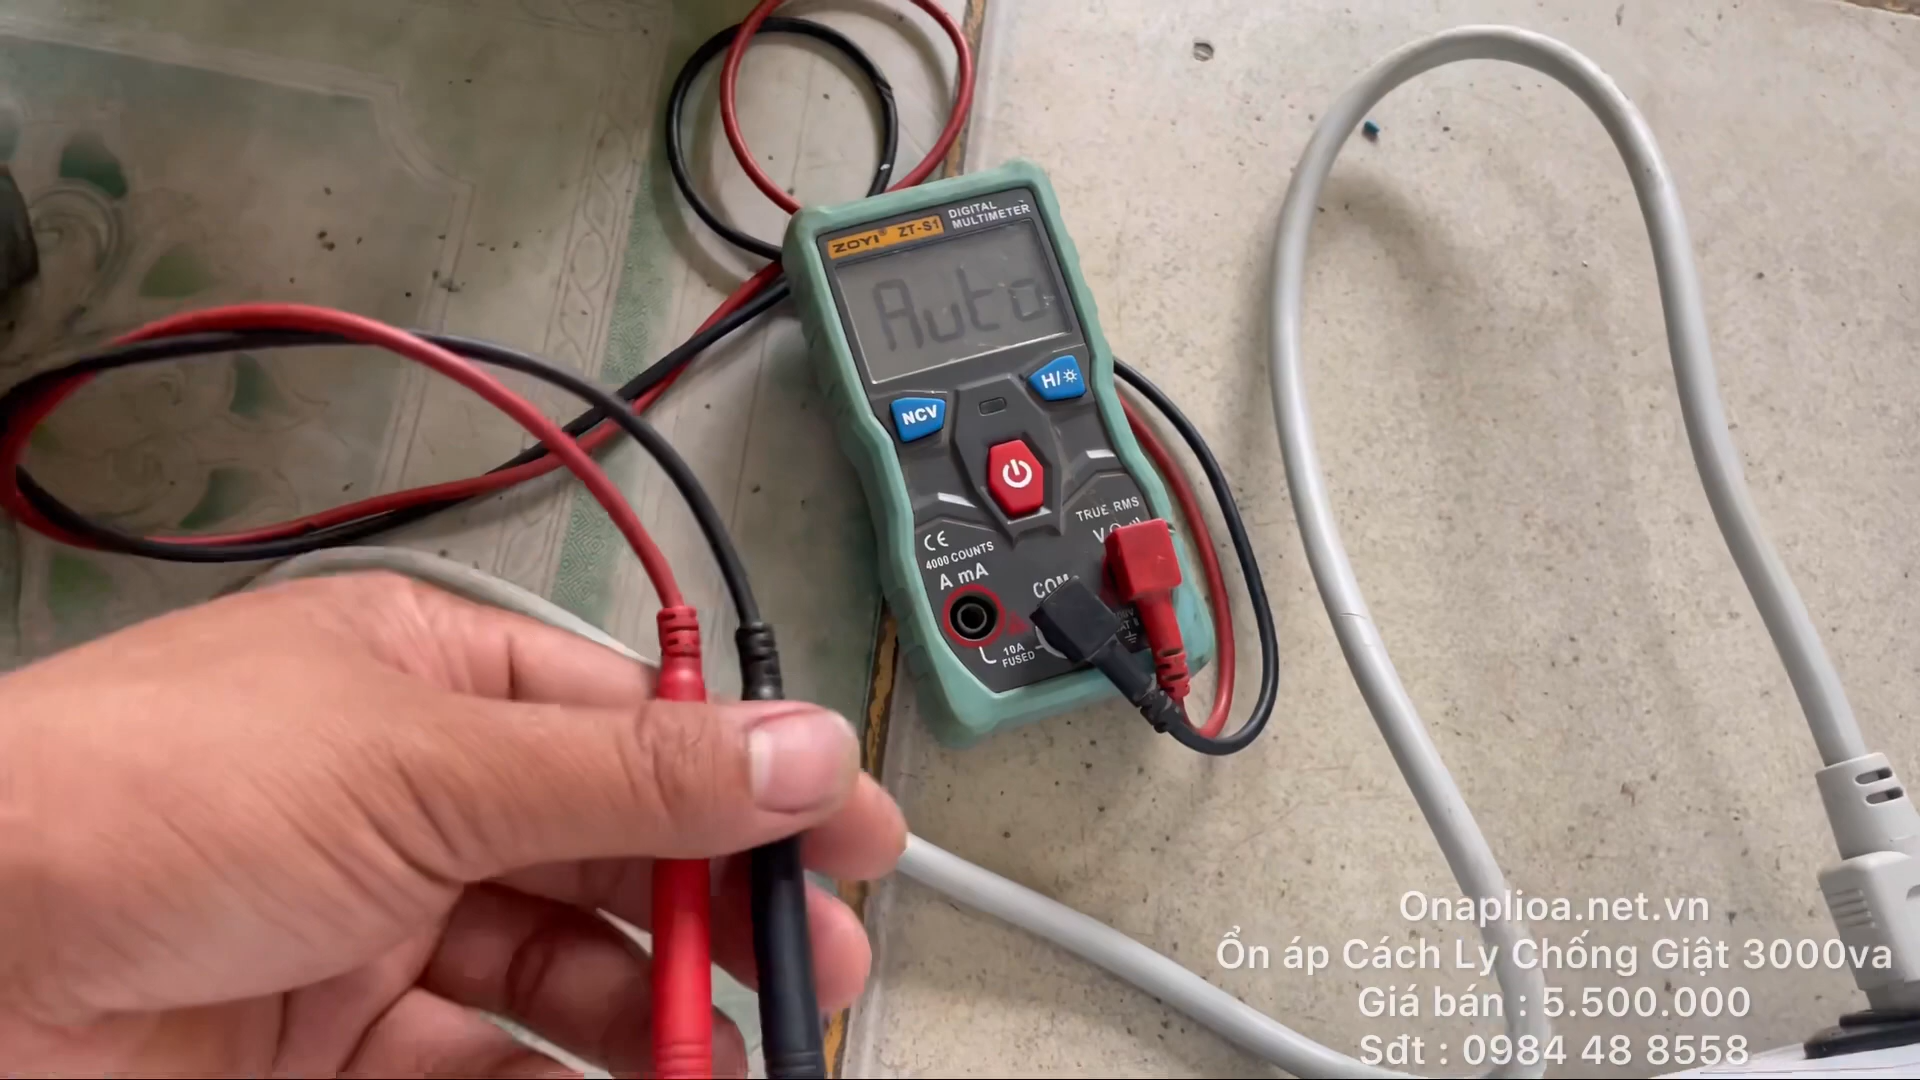 ZOYI® ZT-S1
DIGITAL
MULTIMETER
Auto
NCV
H/
TRUE RMS
V
CE
4000 COUNTS
A mA
COM
10A
FUSED
Onaplioa.net.vn
Ổn áp Cách Ly Chống Giật 3000va
Giá bán : 5.500.000
Sđt : 0984 48 8558